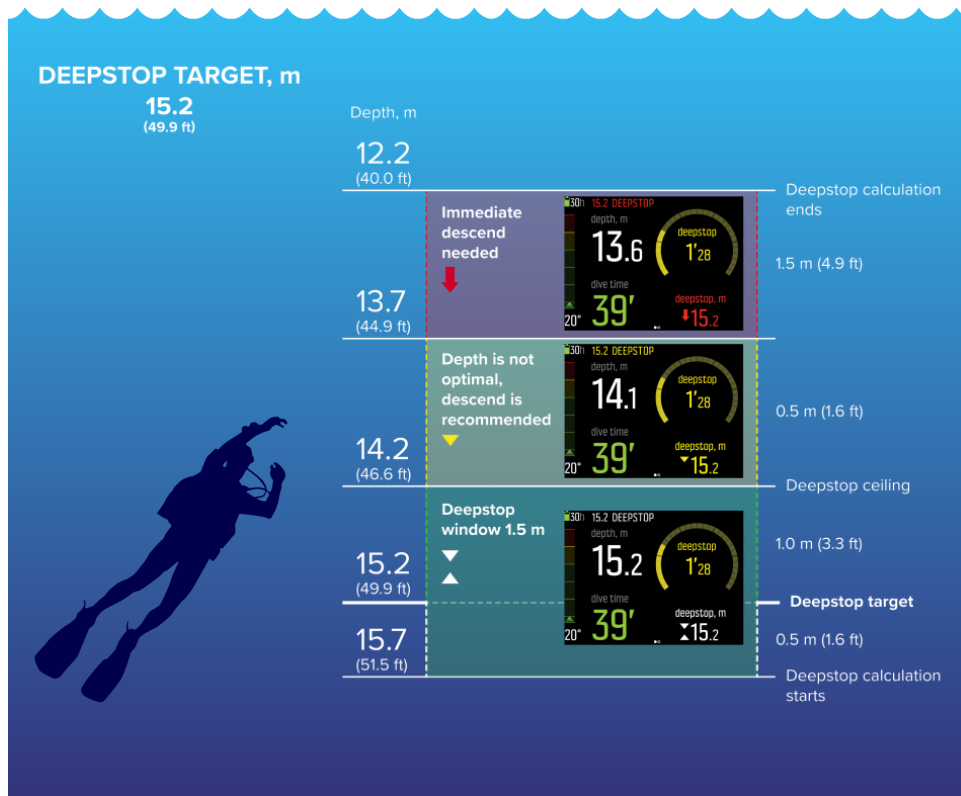 DEEPSTOP TARGET, m
15.2
(49.9 ft)
Depth, m
12.2
(40.0 ft)
Deepstop calculation
ends
Immediate
descend
needed
30h 15.2 DEEPSTOP
depth, m
13.6
deepstop
1'28
dive time
39'
20°
deepstop, m
15.2
1.5 m (4.9 ft)
13.7
(44.9 ft)
Depth is not
optimal,
descend is
recommended
30h 15.2 DEEPSTOP
depth, m
14.1
deepstop
1'28
dive time
39'
20°
deepstop, m
15.2
0.5 m (1.6 ft)
14.2
(46.6 ft)
Deepstop ceiling
Deepstop
window 1.5 m
30h 15.2 DEEPSTOP
depth, m
15.2
deepstop
1'28
dive time
39'
20°
deepstop, m
15.2
1.0 m (3.3 ft)
15.2
(49.9 ft)
Deepstop target
15.7
(51.5 ft)
0.5 m (1.6 ft)
Deepstop calculation
starts